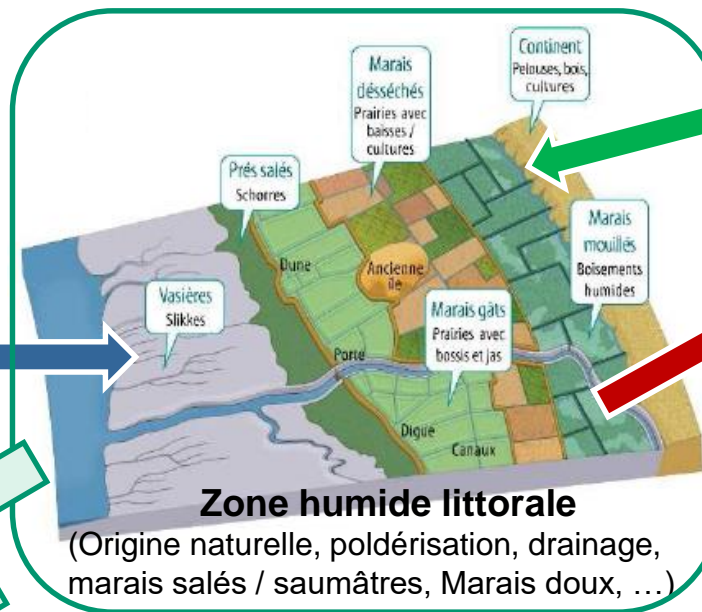 Continent
Pelouses, bois,
cultures
Marais
désséchés
Prairies avec
baisses /
cultures
Prés salés
Schorres
Marais
mouillés
Boisements
humides
Dune
Ancienne
île
Vasières
Slikkes
Marais gâts
Prairies avec
bossis et jas
Porte
Digue
Canaux
Zone humide littorale
(Origine naturelle, poldérisation, drainage,
marais salés / saumâtres, Marais doux, …)